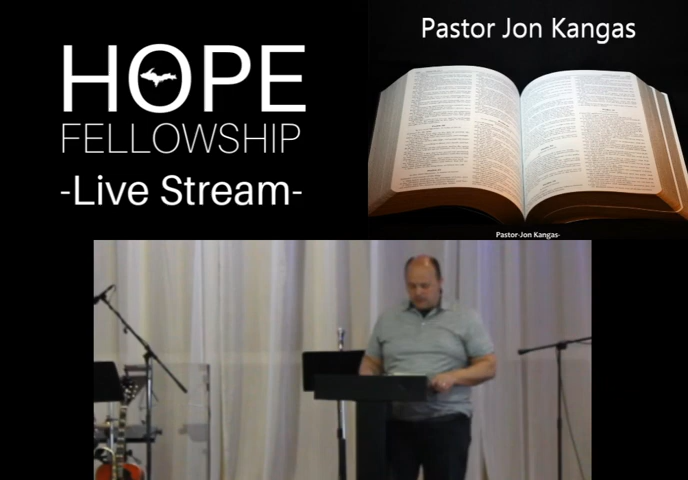 HOPE
FELLOWSHIP
-Live Stream-
Pastor Jon Kangas
Pastor-Jon Kangas-